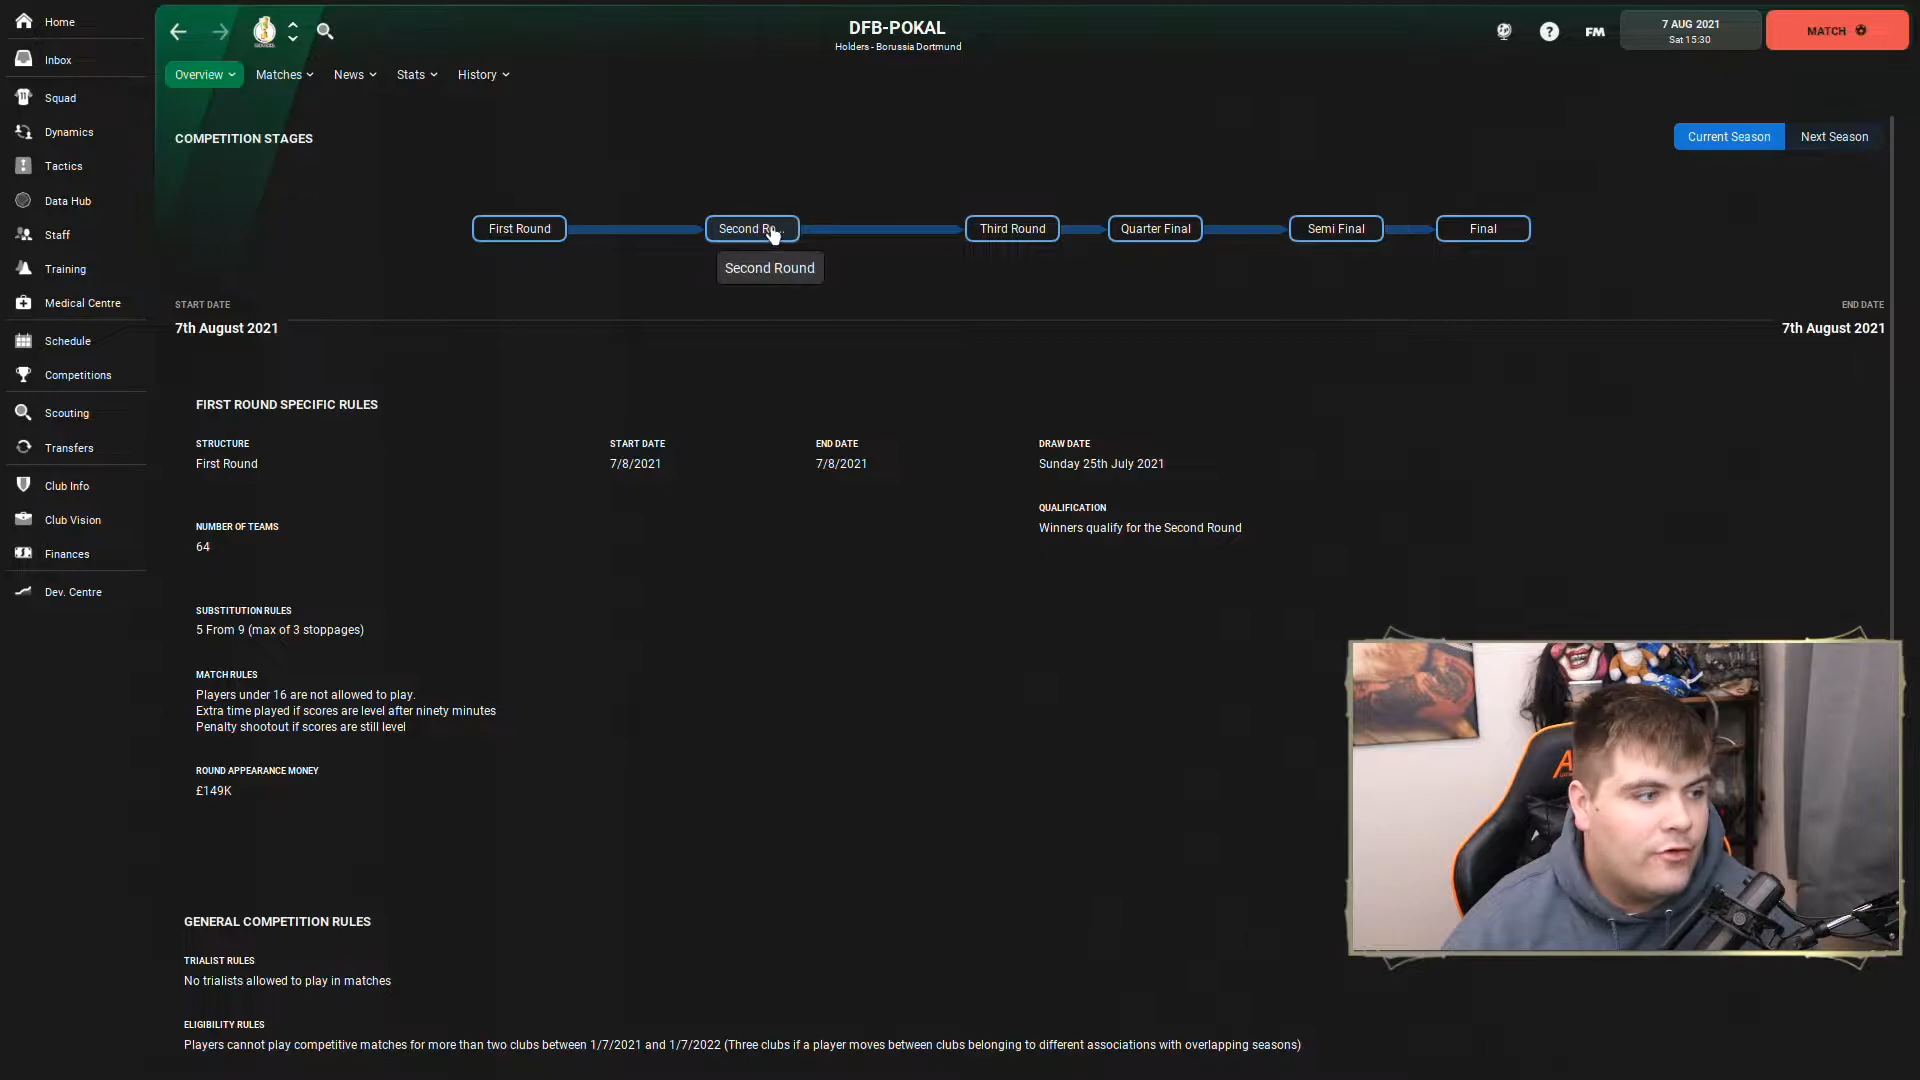 Home
Inbox
Squad
Dynamics
Tactics
Data Hub
Staff
Training
Medical Centre
Schedule
Competitions
Scouting
Transfers
Club Info
Club Vision
Finances
Dev. Centre
DFB-POKAL
Holders - Borussia Dortmund
?
FM
7 AUG 2021
Sat 15:30
MATCH
Overview
Matches
News
Stats
History
COMPETITION STAGES
Current Season
Next Season
First Round
Second Ro...
Third Round
Quarter Final
Semi Final
Final
Second Round
START DATE
7th August 2021
END DATE
7th August 2021
FIRST ROUND SPECIFIC RULES
STRUCTURE
First Round
START DATE
7/8/2021
END DATE
7/8/2021
DRAW DATE
Sunday 25th July 2021
QUALIFICATION
Winners qualify for the Second Round
NUMBER OF TEAMS
64
SUBSTITUTION RULES
5 From 9 (max of 3 stoppages)
MATCH RULES
Players under 16 are not allowed to play.
Extra time played if scores are level after ninety minutes
Penalty shootout if scores are still level
ROUND APPEARANCE MONEY
£149K
GENERAL COMPETITION RULES
TRIALIST RULES
No trialists allowed to play in matches
ELIGIBILITY RULES
Players cannot play competitive matches for more than two clubs between 1/7/2021 and 1/7/2022 (Three clubs if a player moves between clubs belonging to different associations with overlapping seasons)